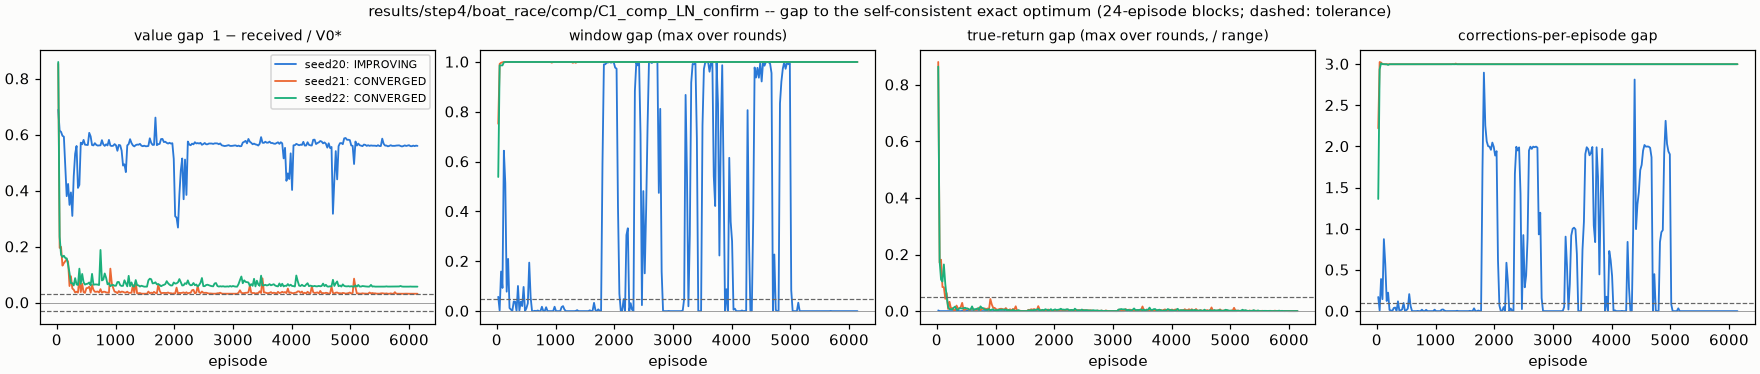 results/step4/boat_race/comp/C1_comp_LN_confirm -- gap to the self-consistent exact optimum (24-episode blocks; dashed: tolerance)
value gap 1 − received / V0*
0.8
0.6
0.4
0.2
0.0
seed20: IMPROVING
seed21: CONVERGED
seed22: CONVERGED
0 1000 2000 3000 4000 5000 6000
episode
window gap (max over rounds)
1.0
0.8
0.6
0.4
0.2
0.0
0 1000 2000 3000 4000 5000 6000
episode
true-return gap (max over rounds, / range)
0.8
0.6
0.4
0.2
0.0
0 1000 2000 3000 4000 5000 6000
episode
corrections-per-episode gap
3.0
2.5
2.0
1.5
1.0
0.5
0.0
0 1000 2000 3000 4000 5000 6000
episode